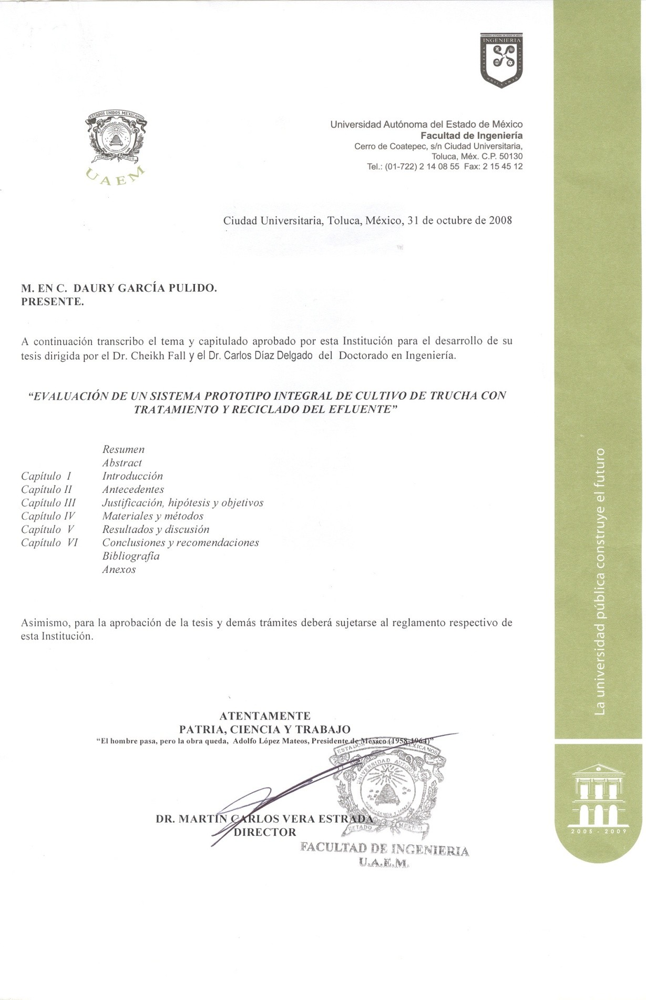 INGENIERIA
ESTADOS UNIDOS MEXICANOS
UNIVERSIDAD AUTONOMA
ESTADO MEXICO
UAEM
Universidad Autónoma del Estado de México
Facultad de Ingeniería
Cerro de Coatepec, s/n Ciudad Universitaria,
Toluca, Méx. C.P. 50130
Tel.: (01-722) 2 14 08 55 Fax: 2 15 45 12
Ciudad Universitaria, Toluca, México, 31 de octubre de 2008
M. EN C. DAURY GARCÍA PULIDO.
PRESENTE.
A continuación transcribo el tema y capitulado aprobado por esta Institución para el desarrollo de su
tesis dirigida por el Dr. Cheikh Fall y el Dr. Carlos Díaz Delgado del Doctorado en Ingeniería.
“EVALUACIÓN DE UN SISTEMA PROTOTIPO INTEGRAL DE CULTIVO DE TRUCHA CON
TRATAMIENTO Y RECICLADO DEL EFLUENTE”
Resumen
Abstract
Capítulo I Introducción
Capítulo II Antecedentes
Capítulo III Justificación, hipótesis y objetivos
Capítulo IV Materiales y métodos
Capítulo V Resultados y discusión
Capítulo VI Conclusiones y recomendaciones
Bibliografía
Anexos
Asimismo, para la aprobación de la tesis y demás trámites deberá sujetarse al reglamento respectivo de
esta Institución.
ATENTAMENTE
PATRIA, CIENCIA Y TRABAJO
“El hombre pasa, pero la obra queda, Adolfo López Mateos, Presidente de México (1958-1964)”
DR. MARTÍN CARLOS VERA ESTRADA
DIRECTOR
ESTADOS MEXICANOS
UNIVERSIDAD AUTONOMA
ESTADO DE MEXICO
FACULTAD DE INGENIERIA
U.A.E.M.
La universidad pública construye el futuro
2005 - 2009